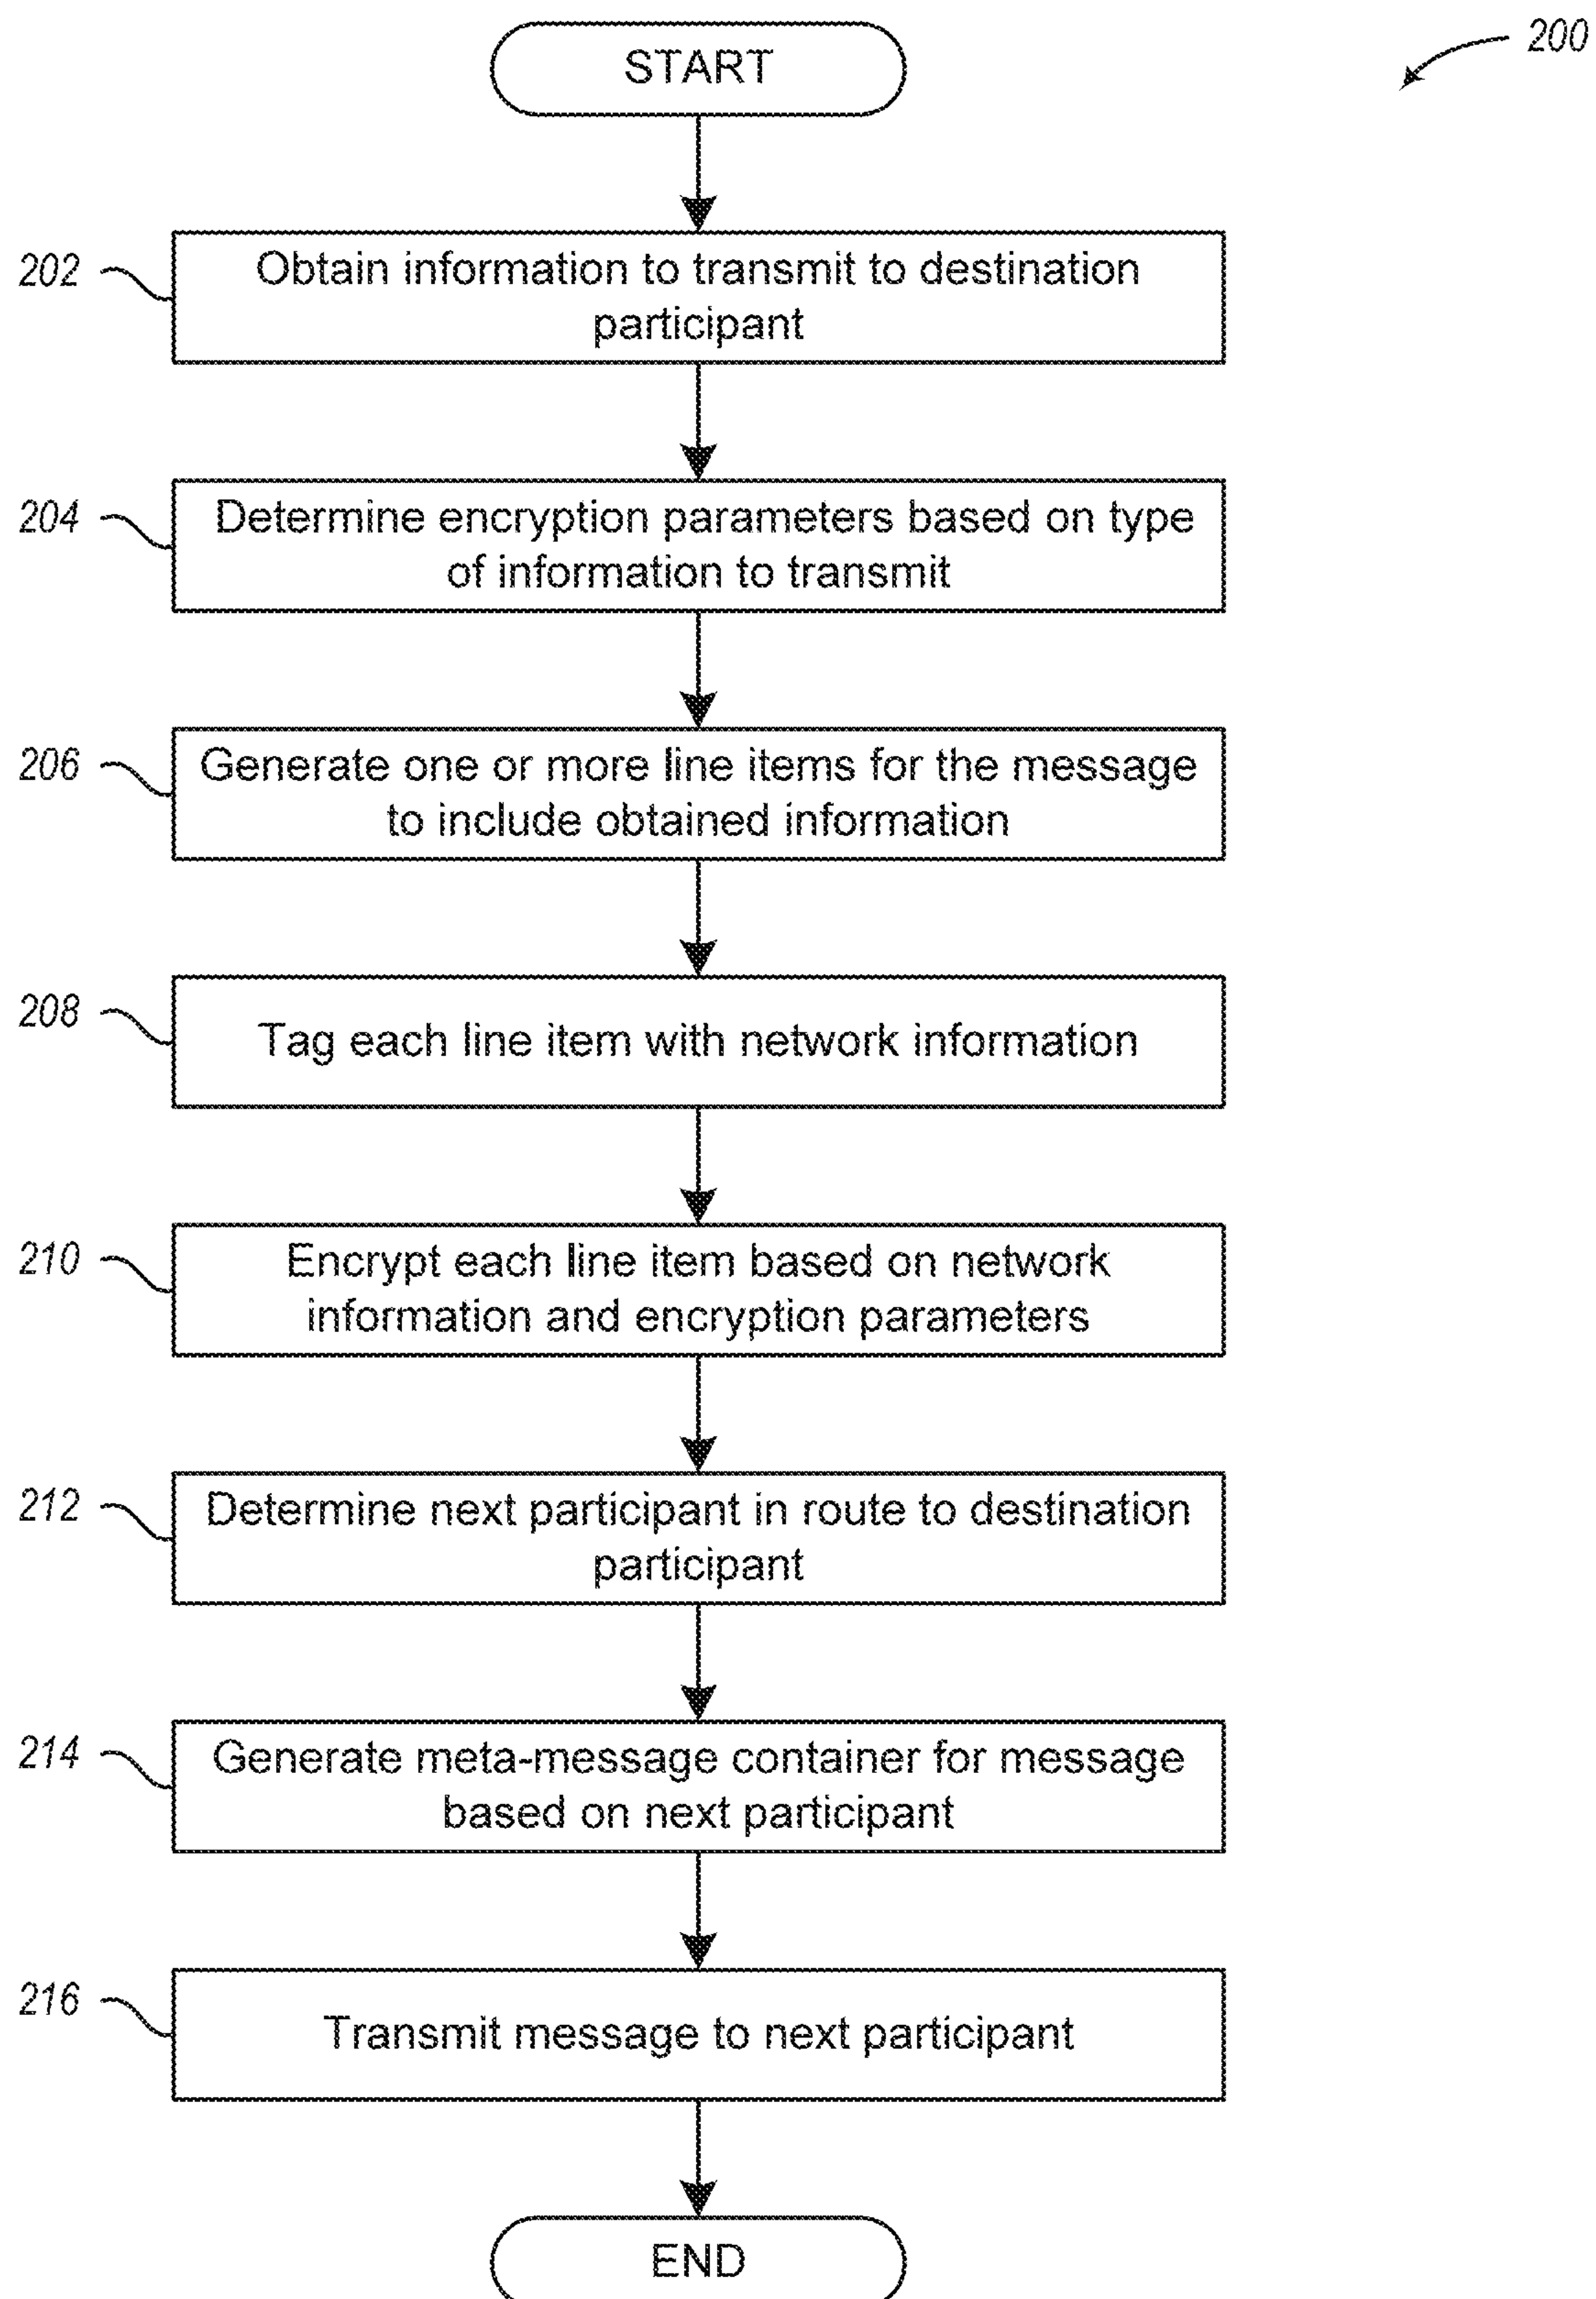 200
START
202
Obtain information to transmit to destination
participant
204
Determine encryption parameters based on type
of information to transmit
206
Generate one or more line items for the message
to include obtained information
208
Tag each line item with network information
210
Encrypt each line item based on network
information and encryption parameters
212
Determine next participant in route to destination
participant
214
Generate meta-message container for message
based on next participant
216
Transmit message to next participant
END